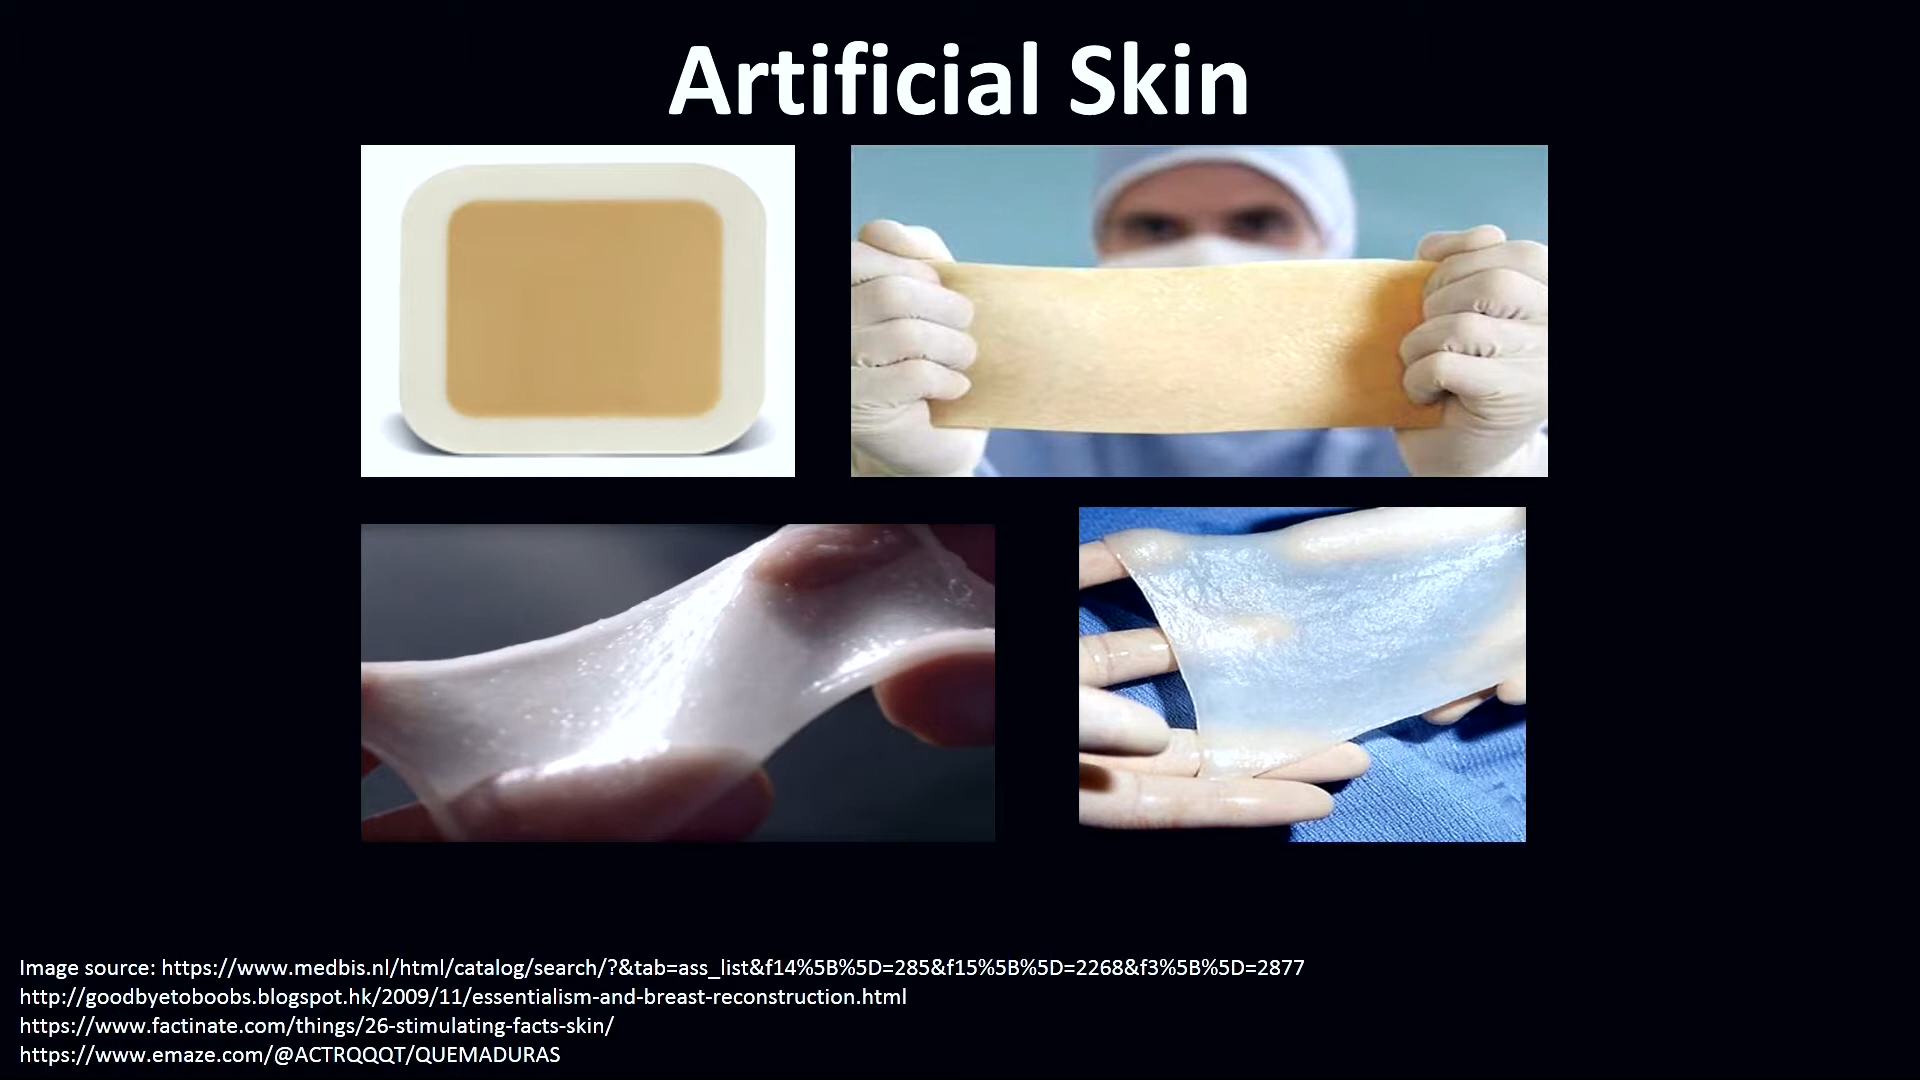 Artificial Skin
Image source: https://www.medbis.nl/html/catalog/search/?&tab=ass_list&f14%5B%5D=285&f15%5B%5D=2268&f3%5B%5D=2877
http://goodbyetoboobs.blogspot.hk/2009/11/essentialism-and-breast-reconstruction.html
https://www.factinate.com/things/26-stimulating-facts-skin/
https://www.emaze.com/@ACTRQQQT/QUEMADURAS